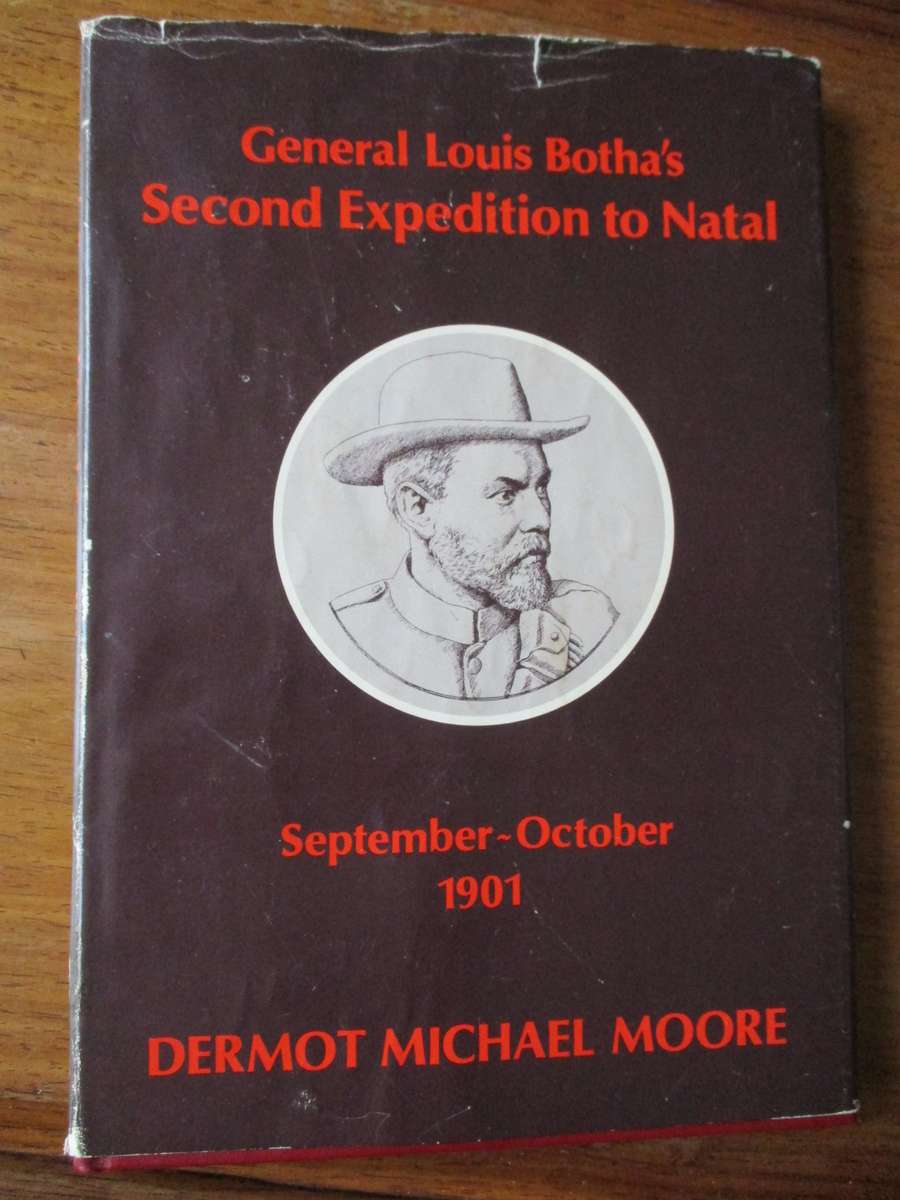 General Louis Botha's
Second Expedition to Natal
September~October
1901
DERMOT MICHAEL MOORE